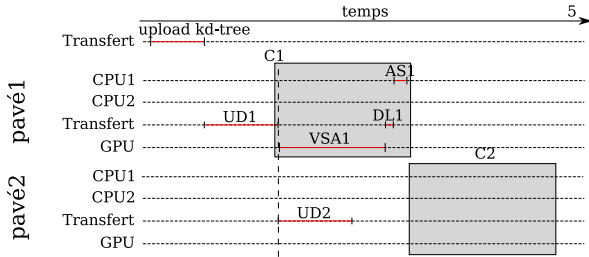 temps 5
upload kd-tree
Transfert
C1
pavé1
CPU1 AS1
CPU2
Transfert UD1 DL1
GPU VSA1
C2
pavé2
CPU1
CPU2
Transfert UD2
GPU